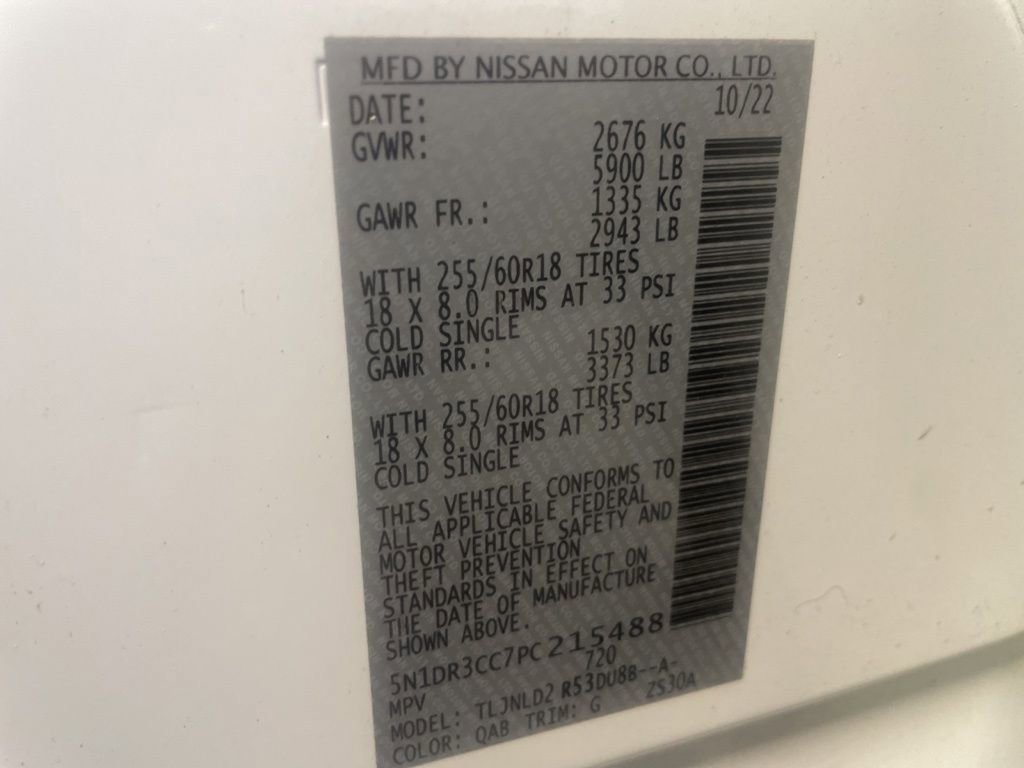 MFD BY NISSAN MOTOR CO., LTD.
DATE: 10/22
GVWR: 2676 KG
5900 LB
GAWR FR.: 1335 KG
2943 LB
WITH 255/60R18 TIRES
18 X 8.0 RIMS AT 33 PSI
COLD SINGLE
GAWR RR.: 1530 KG
3373 LB
WITH 255/60R18 TIRES
18 X 8.0 RIMS AT 33 PSI
COLD SINGLE
THIS VEHICLE CONFORMS TO
ALL APPLICABLE FEDERAL
MOTOR VEHICLE SAFETY AND
THEFT PREVENTION
STANDARDS IN EFFECT ON
THE DATE OF MANUFACTURE
SHOWN ABOVE.
5N1DR3CC7PC215488
MPV 720
MODEL: TLJNLD2 R53DU8B--A-
COLOR: QAB TRIM: G ZS30A